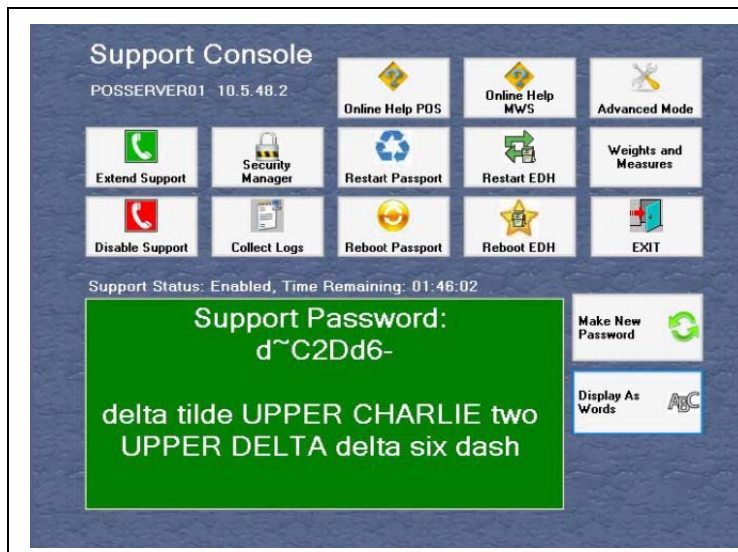 Support Console
POSSERVER01 10.5.48.2
Online Help POS
Online Help
MWS
Advanced Mode
Extend Support
Security
Manager
Restart Passport
Restart EDH
Weights and
Measures
Disable Support
Collect Logs
Reboot Passport
Reboot EDH
EXIT
Support Status: Enabled, Time Remaining: 01:46:02
Support Password:
d~C2Dd6-
delta tilde UPPER CHARLIE two
UPPER DELTA delta six dash
Make New
Password
Display As
Words
ABC